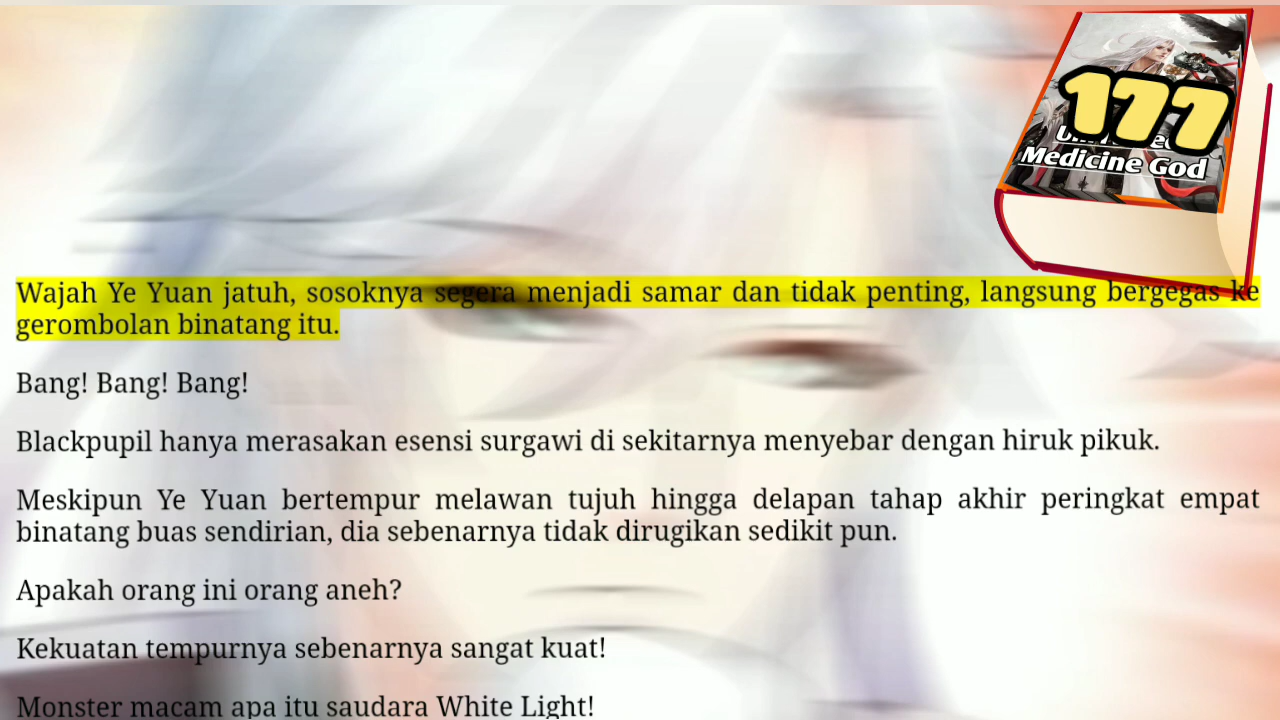 177
Medicine God
Wajah Ye Yuan jatuh, sosoknya segera menjadi samar dan tidak penting, langsung bergegas ke
gerombolan binatang itu.
Bang! Bang! Bang!
Blackpupil hanya merasakan esensi surgawi di sekitarnya menyebar dengan hiruk pikuk.
Meskipun Ye Yuan bertempur melawan tujuh hingga delapan tahap akhir peringkat empat
binatang buas sendirian, dia sebenarnya tidak dirugikan sedikit pun.
Apakah orang ini orang aneh?
Kekuatan tempurnya sebenarnya sangat kuat!
Monster macam apa itu saudara White Light!